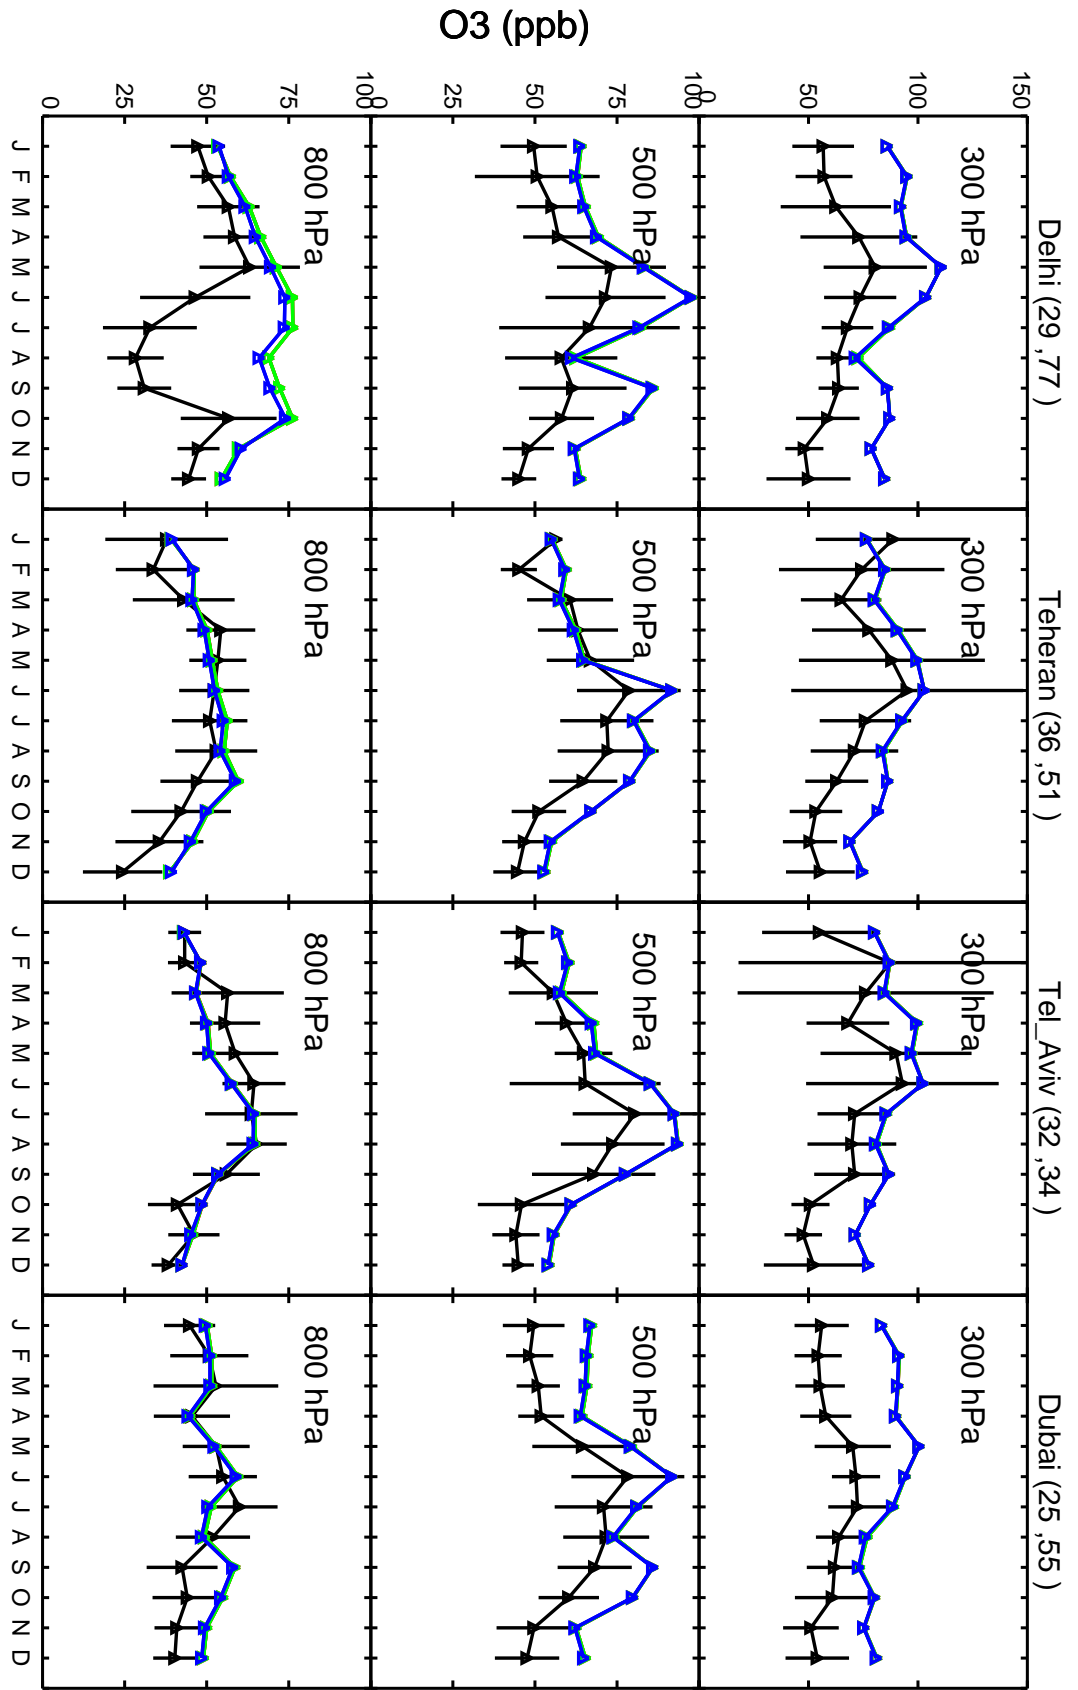 O3 (ppb)
Delhi (29 ,77 )
Teheran (36 ,51 )
Tel_Aviv (32 ,34 )
Dubai (25 ,55 )
150
100
50
0
300 hPa
300 hPa
300 hPa
300 hPa
100
75
50
25
0
500 hPa
500 hPa
500 hPa
500 hPa
100
75
50
25
0
800 hPa
800 hPa
800 hPa
800 hPa
J F M A M J J A S O N D
J F M A M J J A S O N D
J F M A M J J A S O N D
J F M A M J J A S O N D